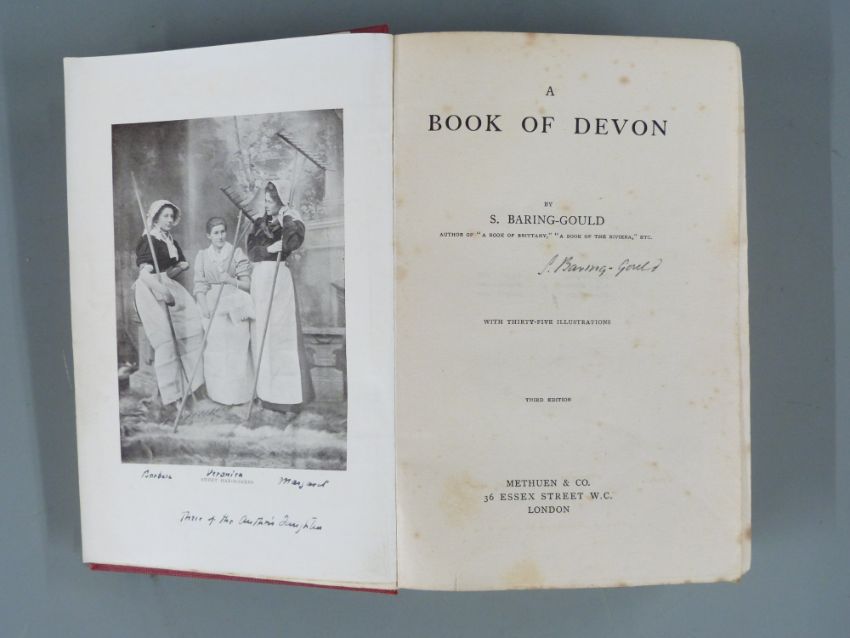 Barbara Veronica Margaret
HAY-MAKERS
Three of the Author's Daughters
A
BOOK OF DEVON
BY
S. BARING-GOULD
AUTHOR OF "A BOOK OF BRITTANY," "A BOOK OF THE RIVIERA," ETC.
S. Baring-Gould
WITH THIRTY-FIVE ILLUSTRATIONS
THIRD EDITION
METHUEN & CO.
36 ESSEX STREET W.C.
LONDON